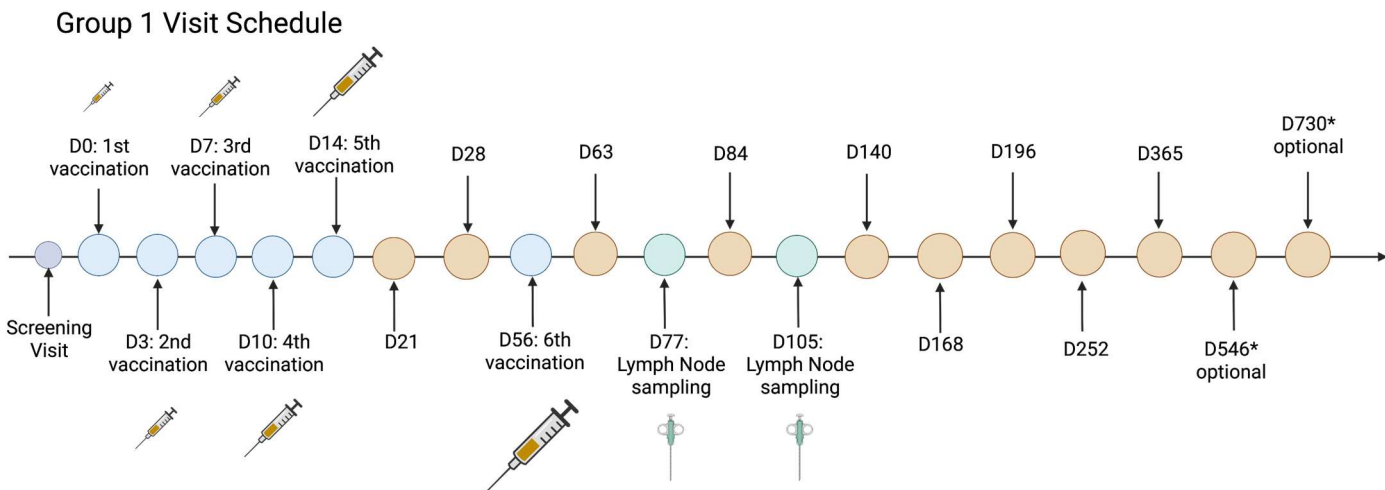 Group 1 Visit Schedule
D0: 1st
vaccination
D7: 3rd
vaccination
D14: 5th
vaccination
D28
D63
D84
D140
D196
D365
D730*
optional
Screening
Visit
D3: 2nd
vaccination
D10: 4th
vaccination
D21
D56: 6th
vaccination
D77:
Lymph Node
sampling
D105:
Lymph Node
sampling
D168
D252
D546*
optional